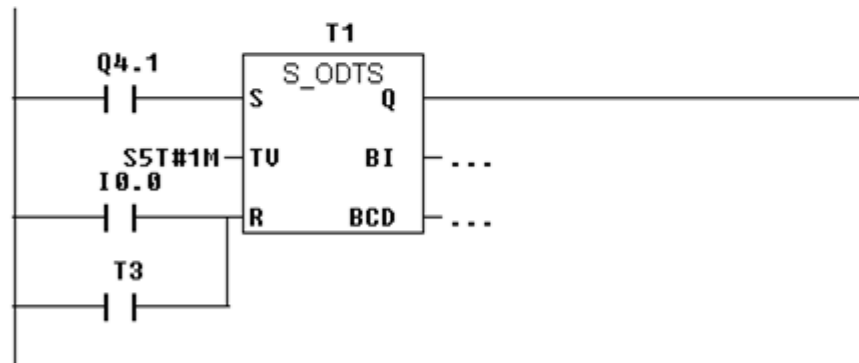 T1
Q4.1
S_ODTS
S Q
S5T#1M TV BI ...
I0.0
R BCD ...
T3